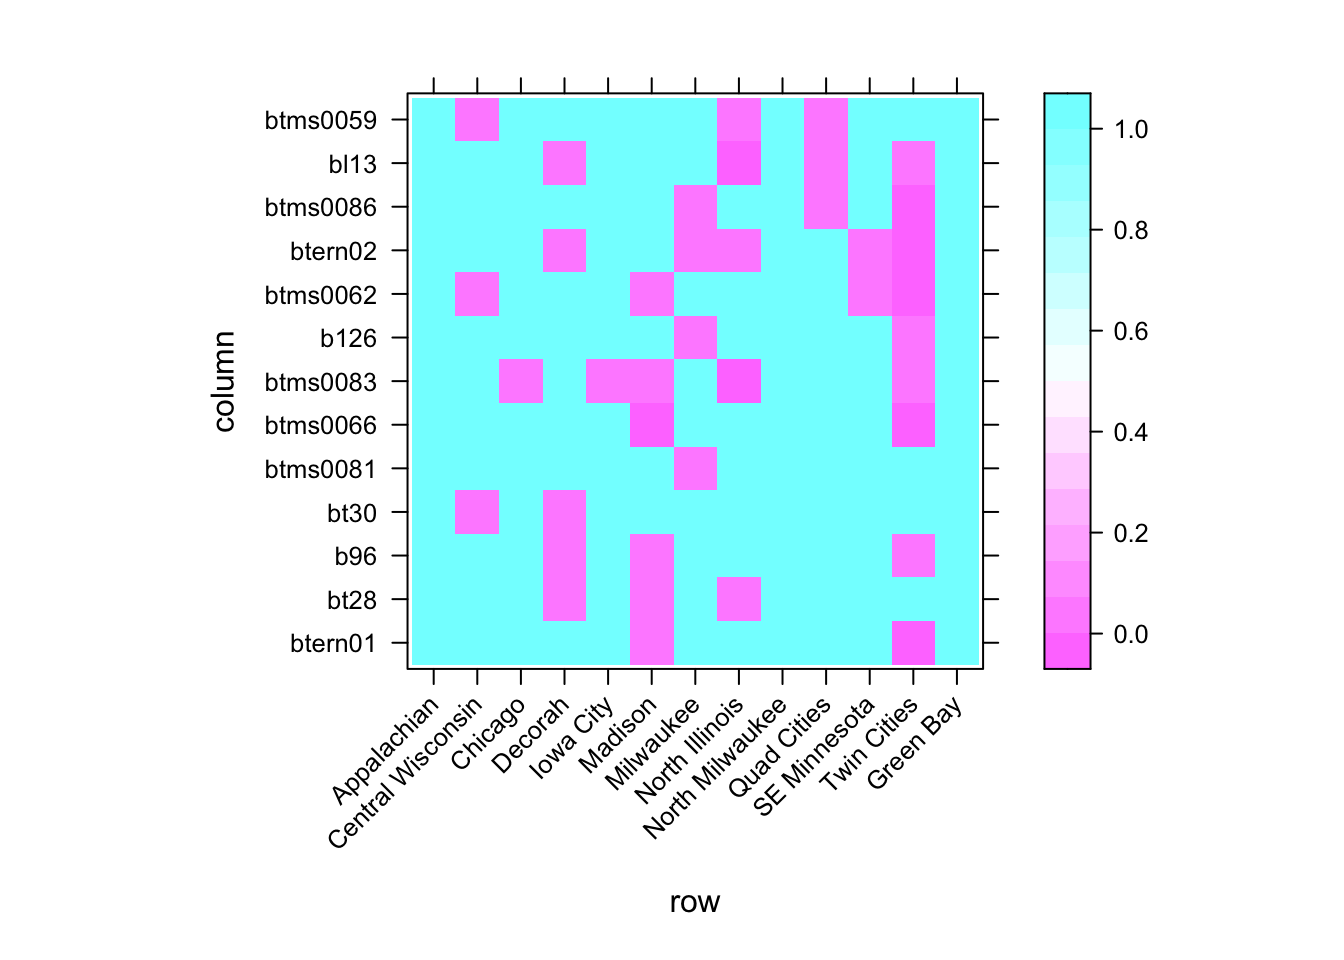 btms0059
bl13
btms0086
btern02
btms0062
b126
btms0083
btms0066
btms0081
bt30
b96
bt28
btern01
column
Appalachian
Central Wisconsin
Chicago
Decorah
Iowa City
Madison
Milwaukee
North Illinois
North Milwaukee
Quad Cities
SE Minnesota
Twin Cities
Green Bay
row
1.0
0.8
0.6
0.4
0.2
0.0